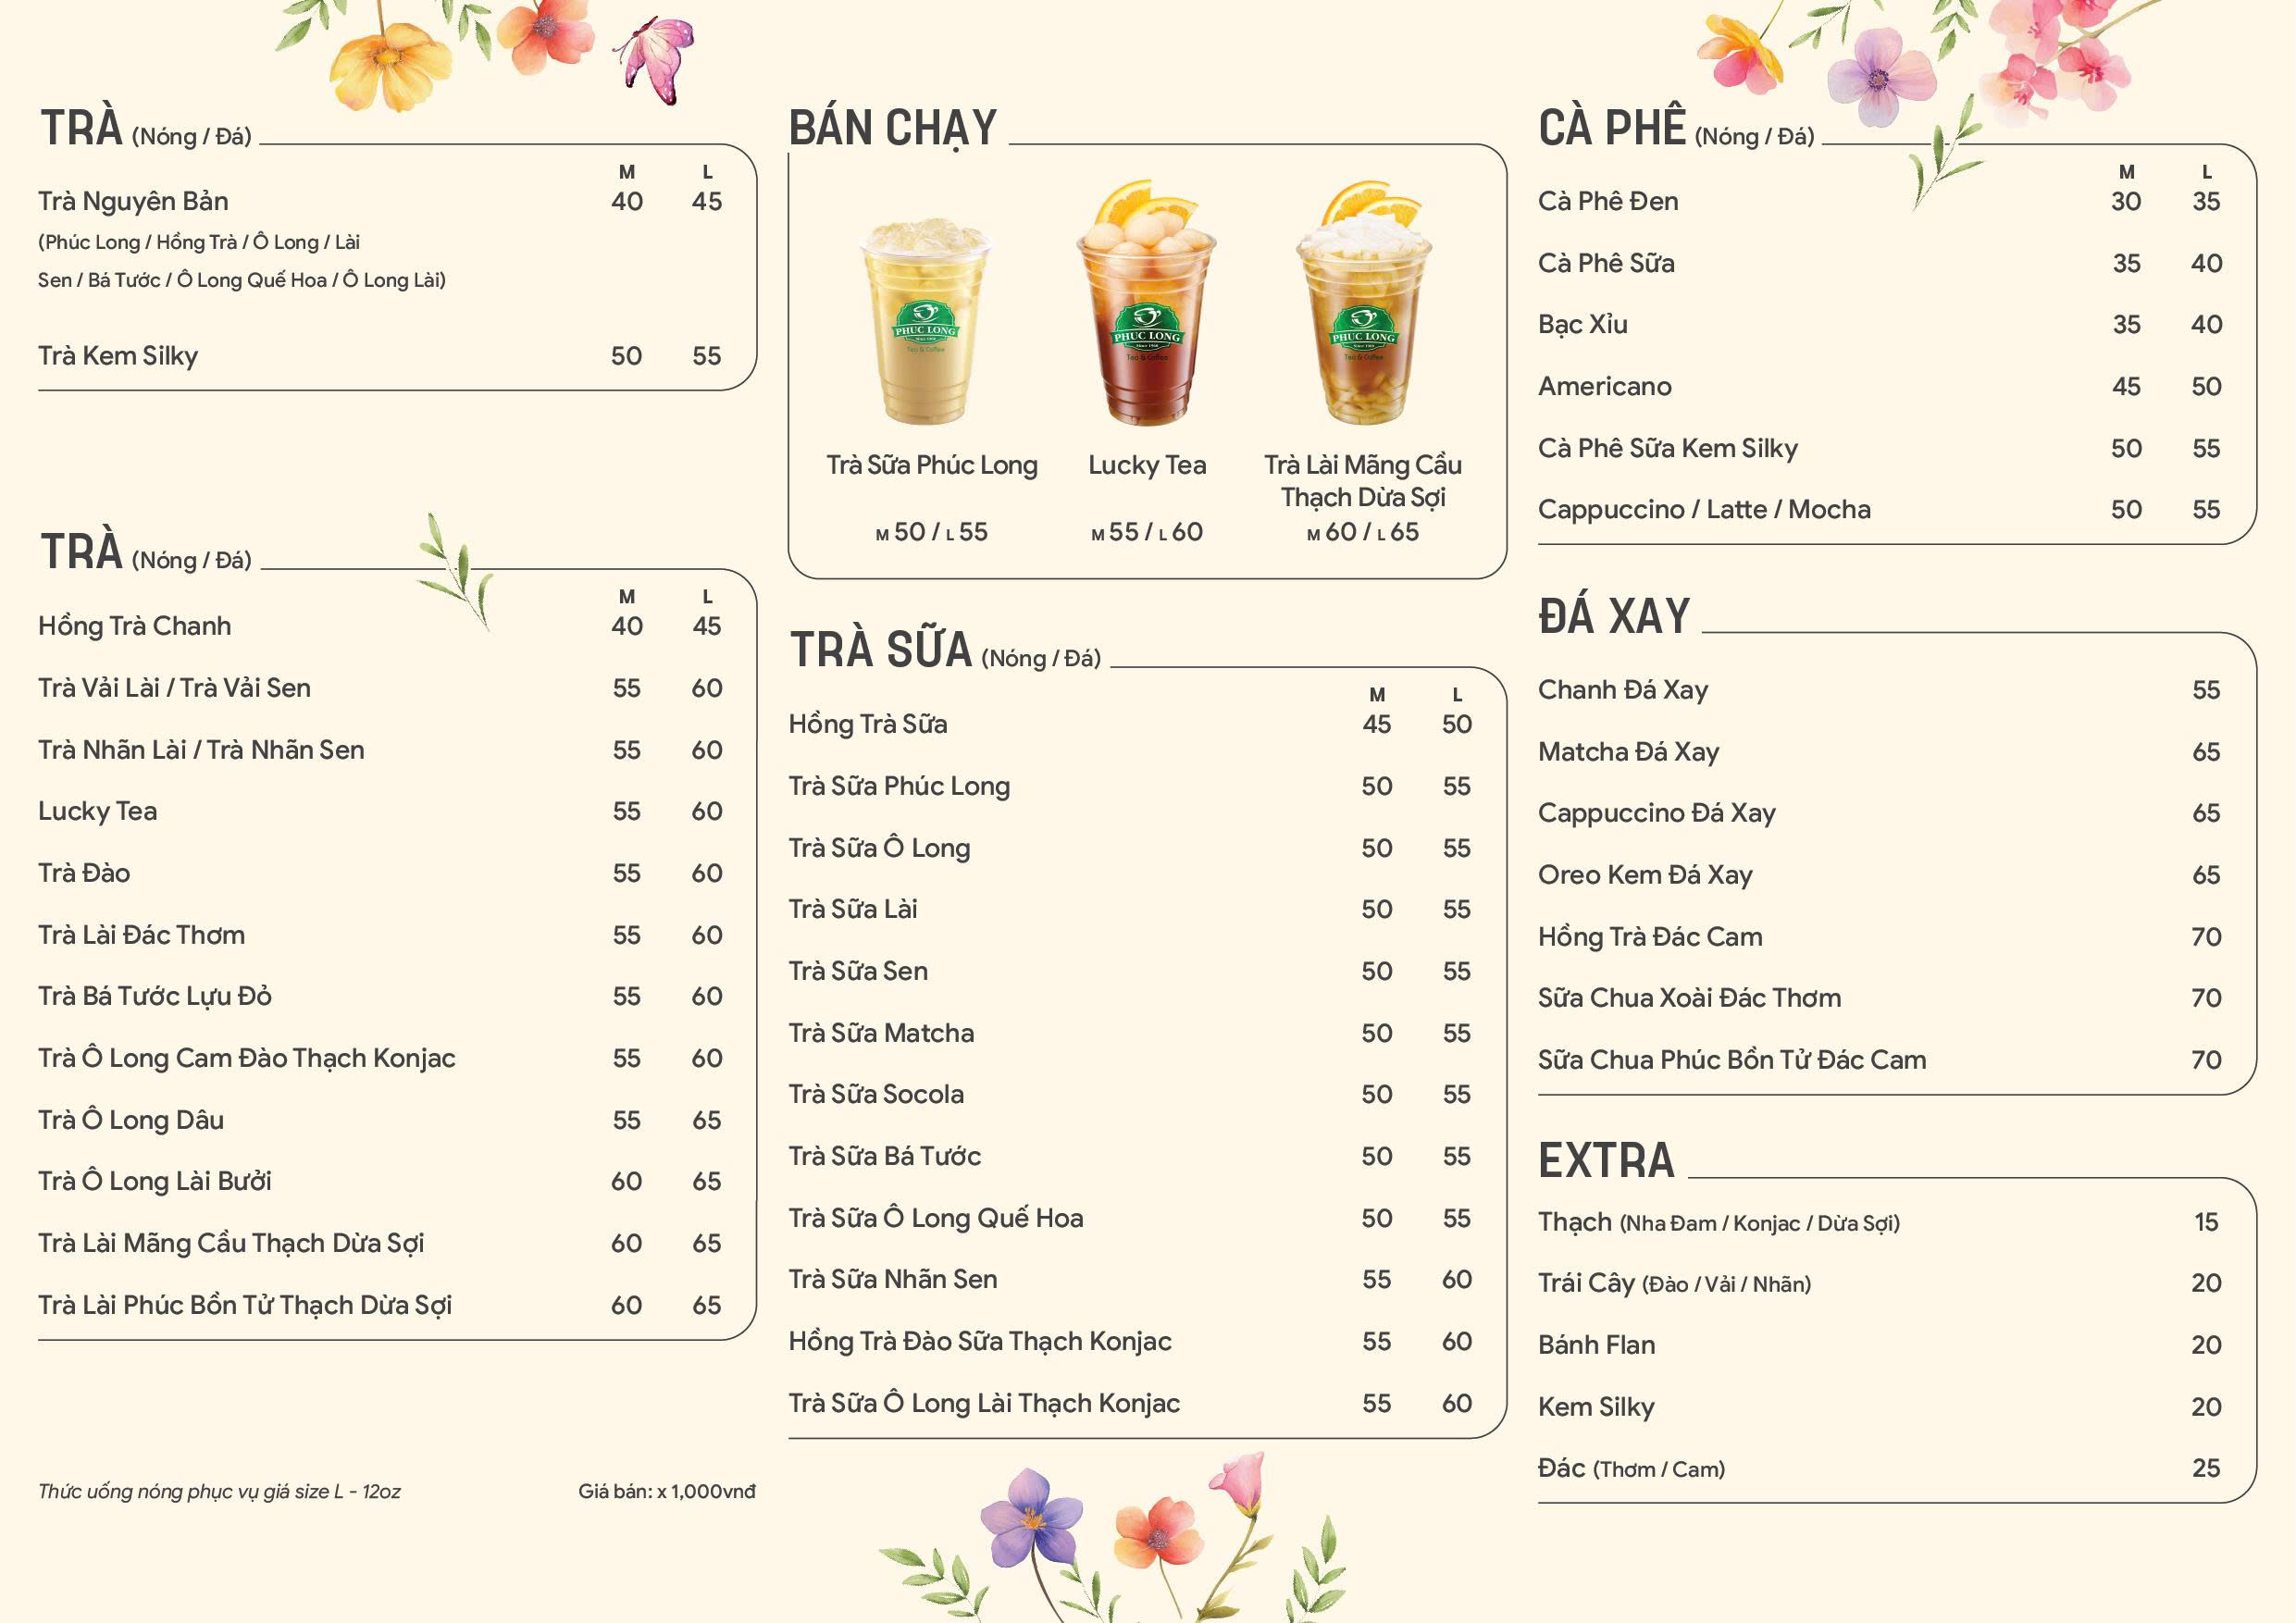 TRÀ (Nóng / Đá)
M L
Trà Nguyên Bản 40 45
(Phúc Long / Hồng Trà / Ô Long / Lài
Sen / Bá Tước / Ô Long Quế Hoa / Ô Long Lài)
Trà Kem Silky 50 55
TRÀ (Nóng / Đá)
M L
Hồng Trà Chanh 40 45
Trà Vải Lài / Trà Vải Sen 55 60
Trà Nhãn Lài / Trà Nhãn Sen 55 60
Lucky Tea 55 60
Trà Đào 55 60
Trà Lài Đác Thơm 55 60
Trà Bá Tước Lựu Đỏ 55 60
Trà Ô Long Cam Đào Thạch Konjac 55 60
Trà Ô Long Dâu 55 65
Trà Ô Long Lài Bưởi 60 65
Trà Lài Mãng Cầu Thạch Dừa Sợi 60 65
Trà Lài Phúc Bồn Tử Thạch Dừa Sợi 60 65
Thức uống nóng phục vụ giá size L - 12oz
Giá bán: x 1,000vnđ
BÁN CHẠY
PHUC LONG
Since 1968
Tea & Coffee
PHUC LONG
Since 1968
Tea & Coffee
PHUC LONG
Since 1968
Tea & Coffee
Trà Sữa Phúc Long
M 50 / L 55
Lucky Tea
M 55 / L 60
Trà Lài Mãng Cầu
Thạch Dừa Sợi
M 60 / L 65
TRÀ SỮA (Nóng / Đá)
M L
Hồng Trà Sữa 45 50
Trà Sữa Phúc Long 50 55
Trà Sữa Ô Long 50 55
Trà Sữa Lài 50 55
Trà Sữa Sen 50 55
Trà Sữa Matcha 50 55
Trà Sữa Socola 50 55
Trà Sữa Bá Tước 50 55
Trà Sữa Ô Long Quế Hoa 50 55
Trà Sữa Nhãn Sen 55 60
Hồng Trà Đào Sữa Thạch Konjac 55 60
Trà Sữa Ô Long Lài Thạch Konjac 55 60
CÀ PHÊ (Nóng / Đá)
M L
Cà Phê Đen 30 35
Cà Phê Sữa 35 40
Bạc Xỉu 35 40
Americano 45 50
Cà Phê Sữa Kem Silky 50 55
Cappuccino / Latte / Mocha 50 55
ĐÁ XAY
Chanh Đá Xay 55
Matcha Đá Xay 65
Cappuccino Đá Xay 65
Oreo Kem Đá Xay 65
Hồng Trà Đác Cam 70
Sữa Chua Xoài Đác Thơm 70
Sữa Chua Phúc Bồn Tử Đác Cam 70
EXTRA
Thạch (Nha Đam / Konjac / Dừa Sợi) 15
Trái Cây (Đào / Vải / Nhãn) 20
Bánh Flan 20
Kem Silky 20
Đác (Thơm / Cam) 25